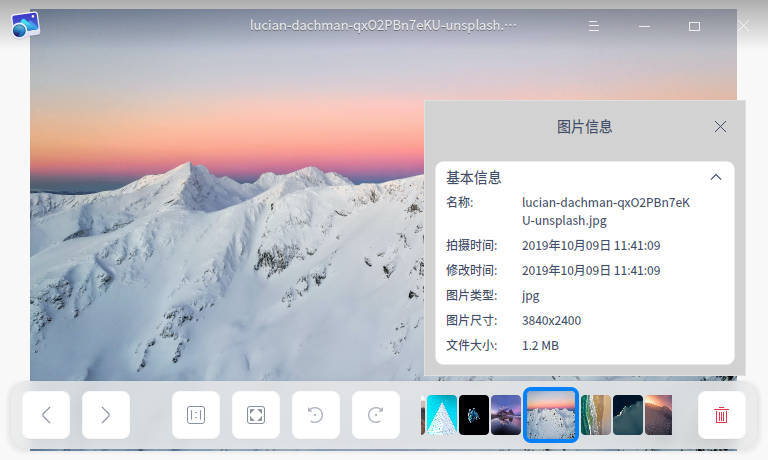 lucian-dachman-qxO2PBn7eKU-unsplash.…
图片信息
基本信息
名称: lucian-dachman-qxO2PBn7eK
U-unsplash.jpg
拍摄时间: 2019年10月09日 11:41:09
修改时间: 2019年10月09日 11:41:09
图片类型: jpg
图片尺寸: 3840x2400
文件大小: 1.2 MB
1:1